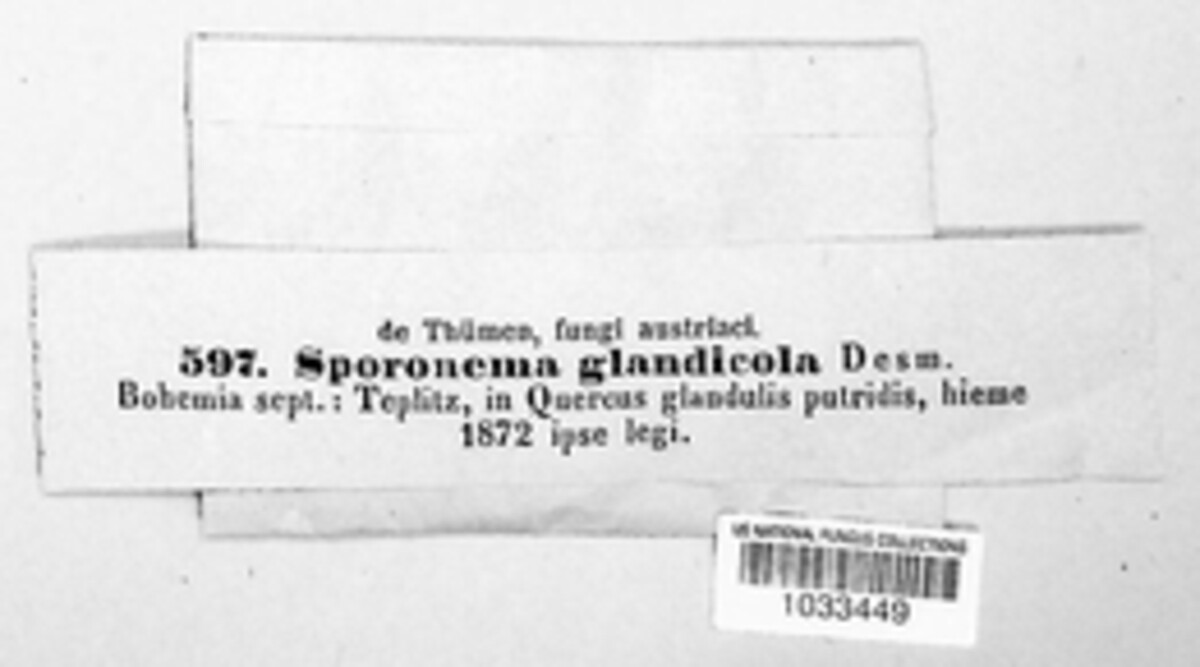 de Thümen, fungi austriaci.
597. Sporonema glandicola Desm.
Bohemia sept.: Teplitz, in Quercus glandulis putridis, hieme
1872 ipse legi.
US NATIONAL FUNGUS COLLECTIONS
1033449